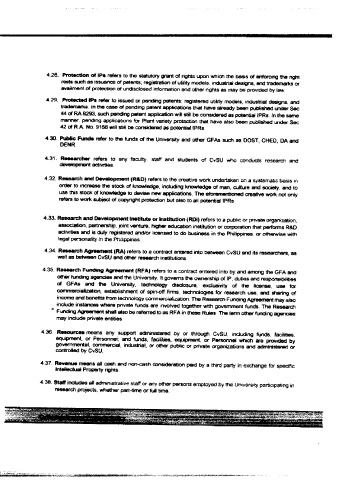 4.28. Protection of IPs refers to the statutory grant of rights upon which the basis of enforcing the right
rests such as issuance of patents; registration of utility models, industrial designs, and trademarks or
availment of protection of undisclosed information and other rights as may be provided by law.
4.29. Protected IPs refer to issued or pending patents; registered utility models, industrial designs, and
trademarks. In the case of pending patent applications that have already been published under Sec
44 of RA 8293, such pending patent application will still be considered as potential IPRs. In the same
manner, pending applications for Plant variety protection that have also been published under Sec
42 of R.A. No. 9168 will still be considered as potential IPRs
4.30. Public Funds refer to the funds of the University and other GFAs such as DOST, CHED, DA and
DENR
4.31. Researcher refers to any faculty, staff and students of CvSU who conducts research and
development activities.
4.32. Research and Development (R&D) refers to the creative work undertaken on a systematic basis in
order to increase the stock of knowledge, including knowledge of man, culture and society, and to
use this stock of knowledge to devise new applications. The aforementioned creative work not only
refers to work subject of copyright protection but also to all potential IPRs.
4.33. Research and Development Institute or Institution (RDI) refers to a public or private organisation,
association, partnership, joint venture, higher education institution or corporation that performs R&D
activities and is duly registered and/or licensed to do business in the Philippines, or otherwise with
legal personality in the Philippines.
4.34. Research Agreement (RA) refers to a contract entered into between CvSU and its researchers, as
well as between CvSU and other research institutions
4.35. Research Funding Agreement (RFA) refers to a contract entered into by and among the GFA and
other funding agencies and the University. It governs the ownership of IP, duties and responsibilities
of GFAs and the University, technology disclosure, exclusivity of the license, use for
commercialization, establishment of spin-off firms, technologies for research use, and sharing of
income and benefits from technology commercialization. The Research Funding Agreement may also
include instances where private funds are involved together with government funds. The Research
Funding Agreement shall also be referred to as RFA in these Rules. The term other funding agencies
may include private entities
4.36. Resources means any support administered by or through CvSU, including funds, facilities,
equipment, or Personnel; and funds, facilities, equipment, or Personnel which are provided by
governmental, commercial, industrial, or other public or private organizations and administered or
controlled by CvSU.
4.37. Revenue means all cash and non-cash consideration paid by a third party in exchange for specific
Intellectual Property rights
4.38. Staff includes all administrative staff or any other persons employed by the University participating in
research projects, whether part-time or full time.